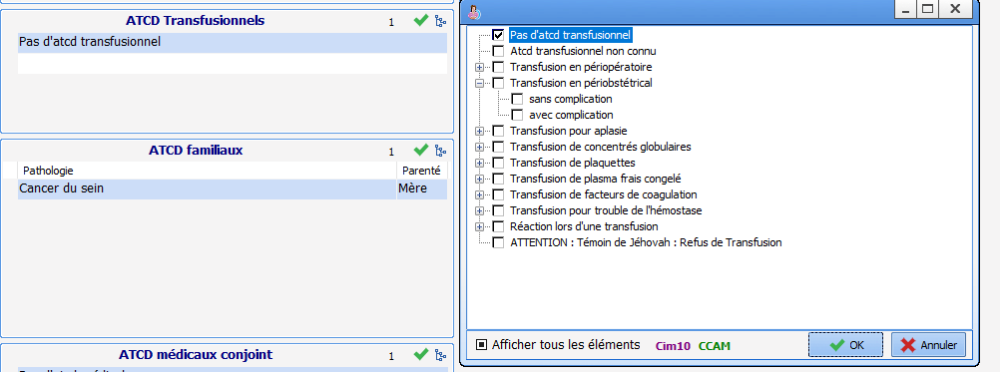 ATCD Transfusionnels 1
Pas d'atcd transfusionnel
ATCD familiaux 1
Pathologie Parenté
Cancer du sein Mère
ATCD médicaux conjoint 1
Pas d'atcd transfusionnel
Atcd transfusionnel non connu
Transfusion en périopératoire
Transfusion en périobstétrical
sans complication
avec complication
Transfusion pour aplasie
Transfusion de concentrés globulaires
Transfusion de plaquettes
Transfusion de plasma frais congelé
Transfusion de facteurs de coagulation
Transfusion pour trouble de l'hémostase
Réaction lors d'une transfusion
ATTENTION : Témoin de Jéhovah : Refus de Transfusion
Afficher tous les éléments Cim10 CCAM OK Annuler